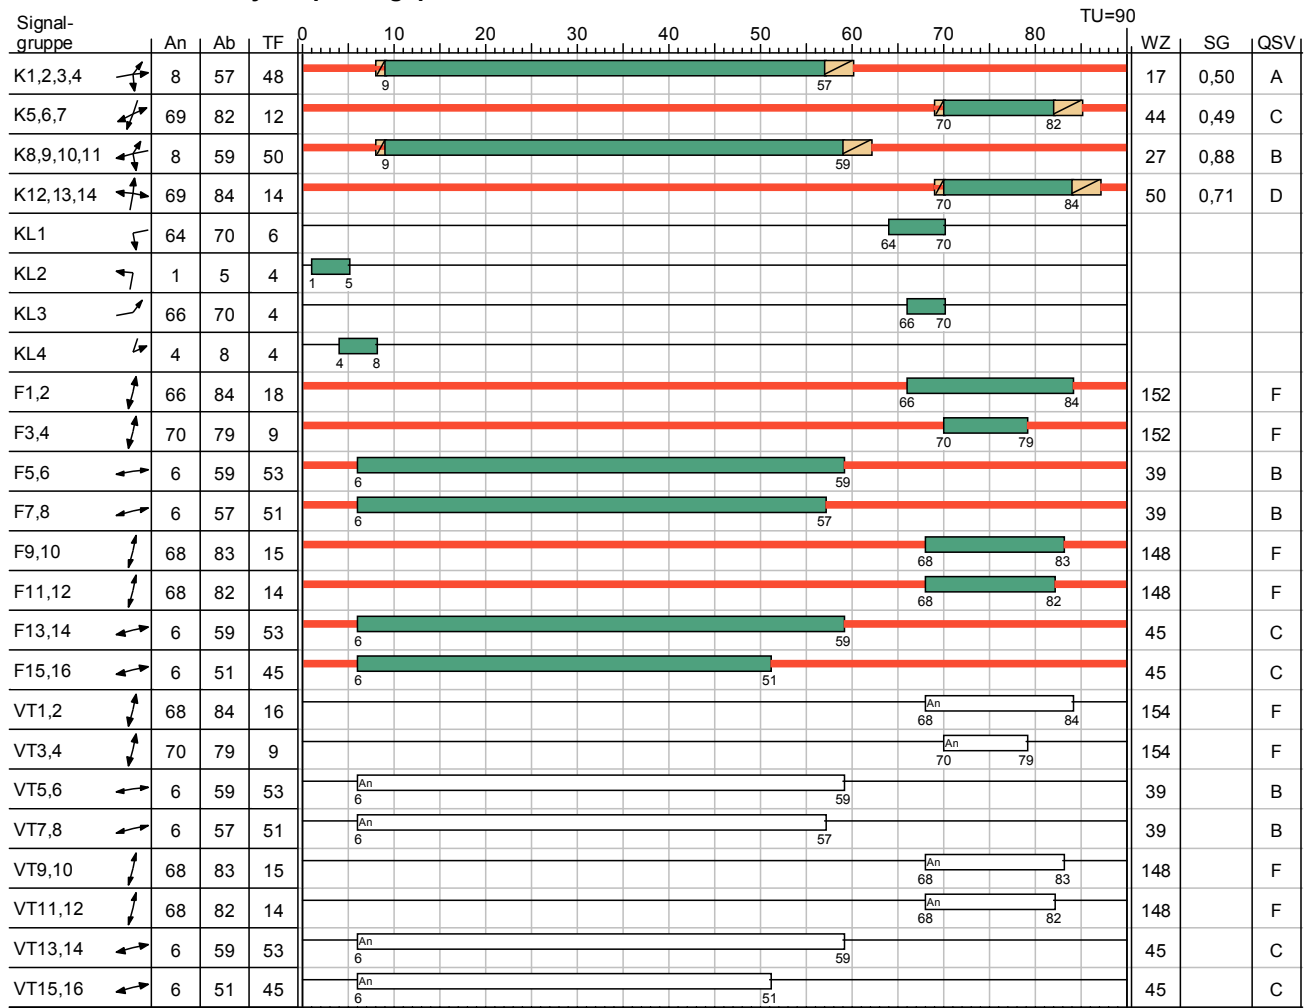 TU=90
Signal-
gruppe An Ab TF 0 10 20 30 40 50 60 70 80 WZ SG QSV
K1,2,3,4 8 57 48 9 57 17 0,50 A
K5,6,7 69 82 12 70 82 44 0,49 C
K8,9,10,11 8 59 50 9 59 27 0,88 B
K12,13,14 69 84 14 70 84 50 0,71 D
KL1 64 70 6 64 70
KL2 1 5 4 1 5
KL3 66 70 4 66 70
KL4 4 8 4 4 8
F1,2 66 84 18 66 84 152 F
F3,4 70 79 9 70 79 152 F
F5,6 6 59 53 6 59 39 B
F7,8 6 57 51 6 57 39 B
F9,10 68 83 15 68 83 148 F
F11,12 68 82 14 68 82 148 F
F13,14 6 59 53 6 59 45 C
F15,16 6 51 45 6 51 45 C
VT1,2 68 84 16 An 68 84 154 F
VT3,4 70 79 9 An 70 79 154 F
VT5,6 6 59 53 An 6 59 39 B
VT7,8 6 57 51 An 6 57 39 B
VT9,10 68 83 15 An 68 83 148 F
VT11,12 68 82 14 An 68 82 148 F
VT13,14 6 59 53 An 6 59 45 C
VT15,16 6 51 45 An 6 51 45 C